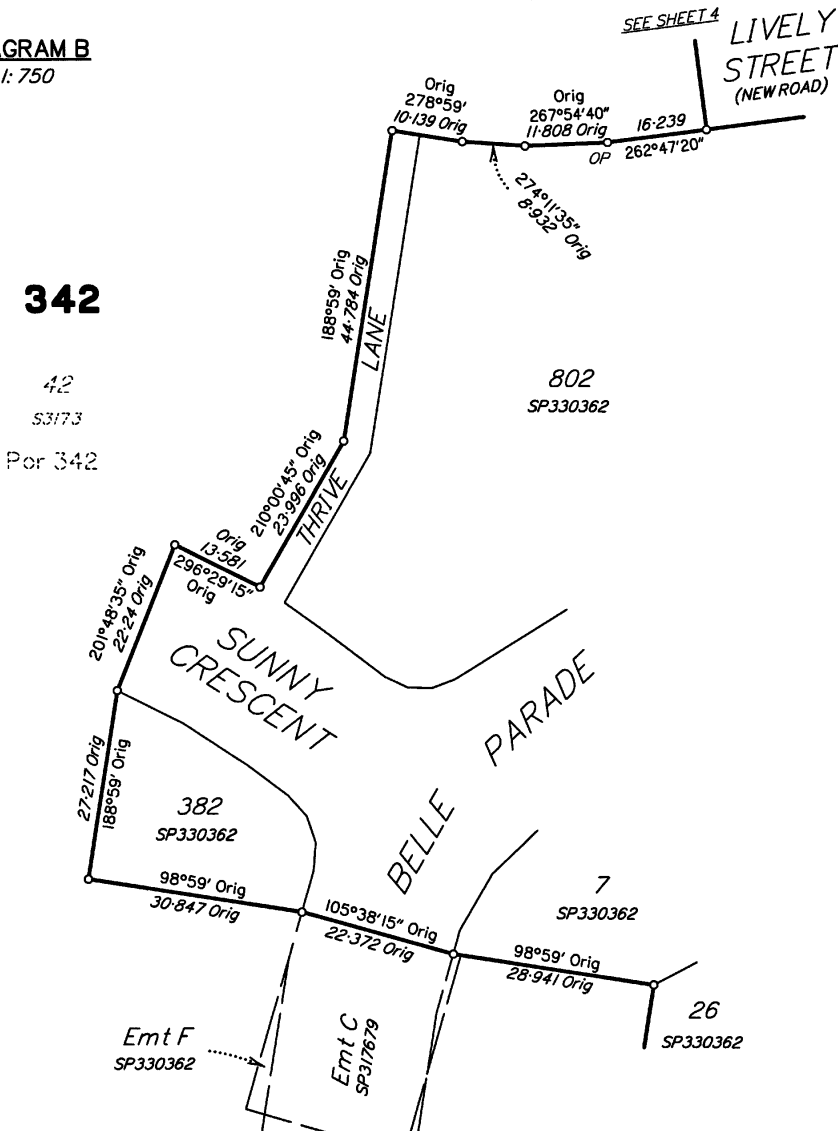 AGRAM B
1: 750
SEE SHEET 4
LIVELY
STREET
(NEW ROAD)
Orig
278°59'
10·139 Orig
Orig
267°54'40"
11·808 Orig
OP
16·239
262°47'20"
274°11'35"
8·932 Orig
188°59' Orig
44·784 Orig
LANE
342
42
S3173
Por 342
802
SP330362
210°00'45" Orig
23·996 Orig
THRIVE
Orig
13·581
296°29'15"
Orig
201°48'35" Orig
22·24 Orig
SUNNY
CRESCENT
PARADE
BELLE
27·217 Orig
188°59' Orig
382
SP330362
98°59' Orig
30·847 Orig
105°38'15" Orig
22·372 Orig
7
SP330362
98°59' Orig
28·941 Orig
26
SP330362
Emt F
SP330362
Emt C
SP317679